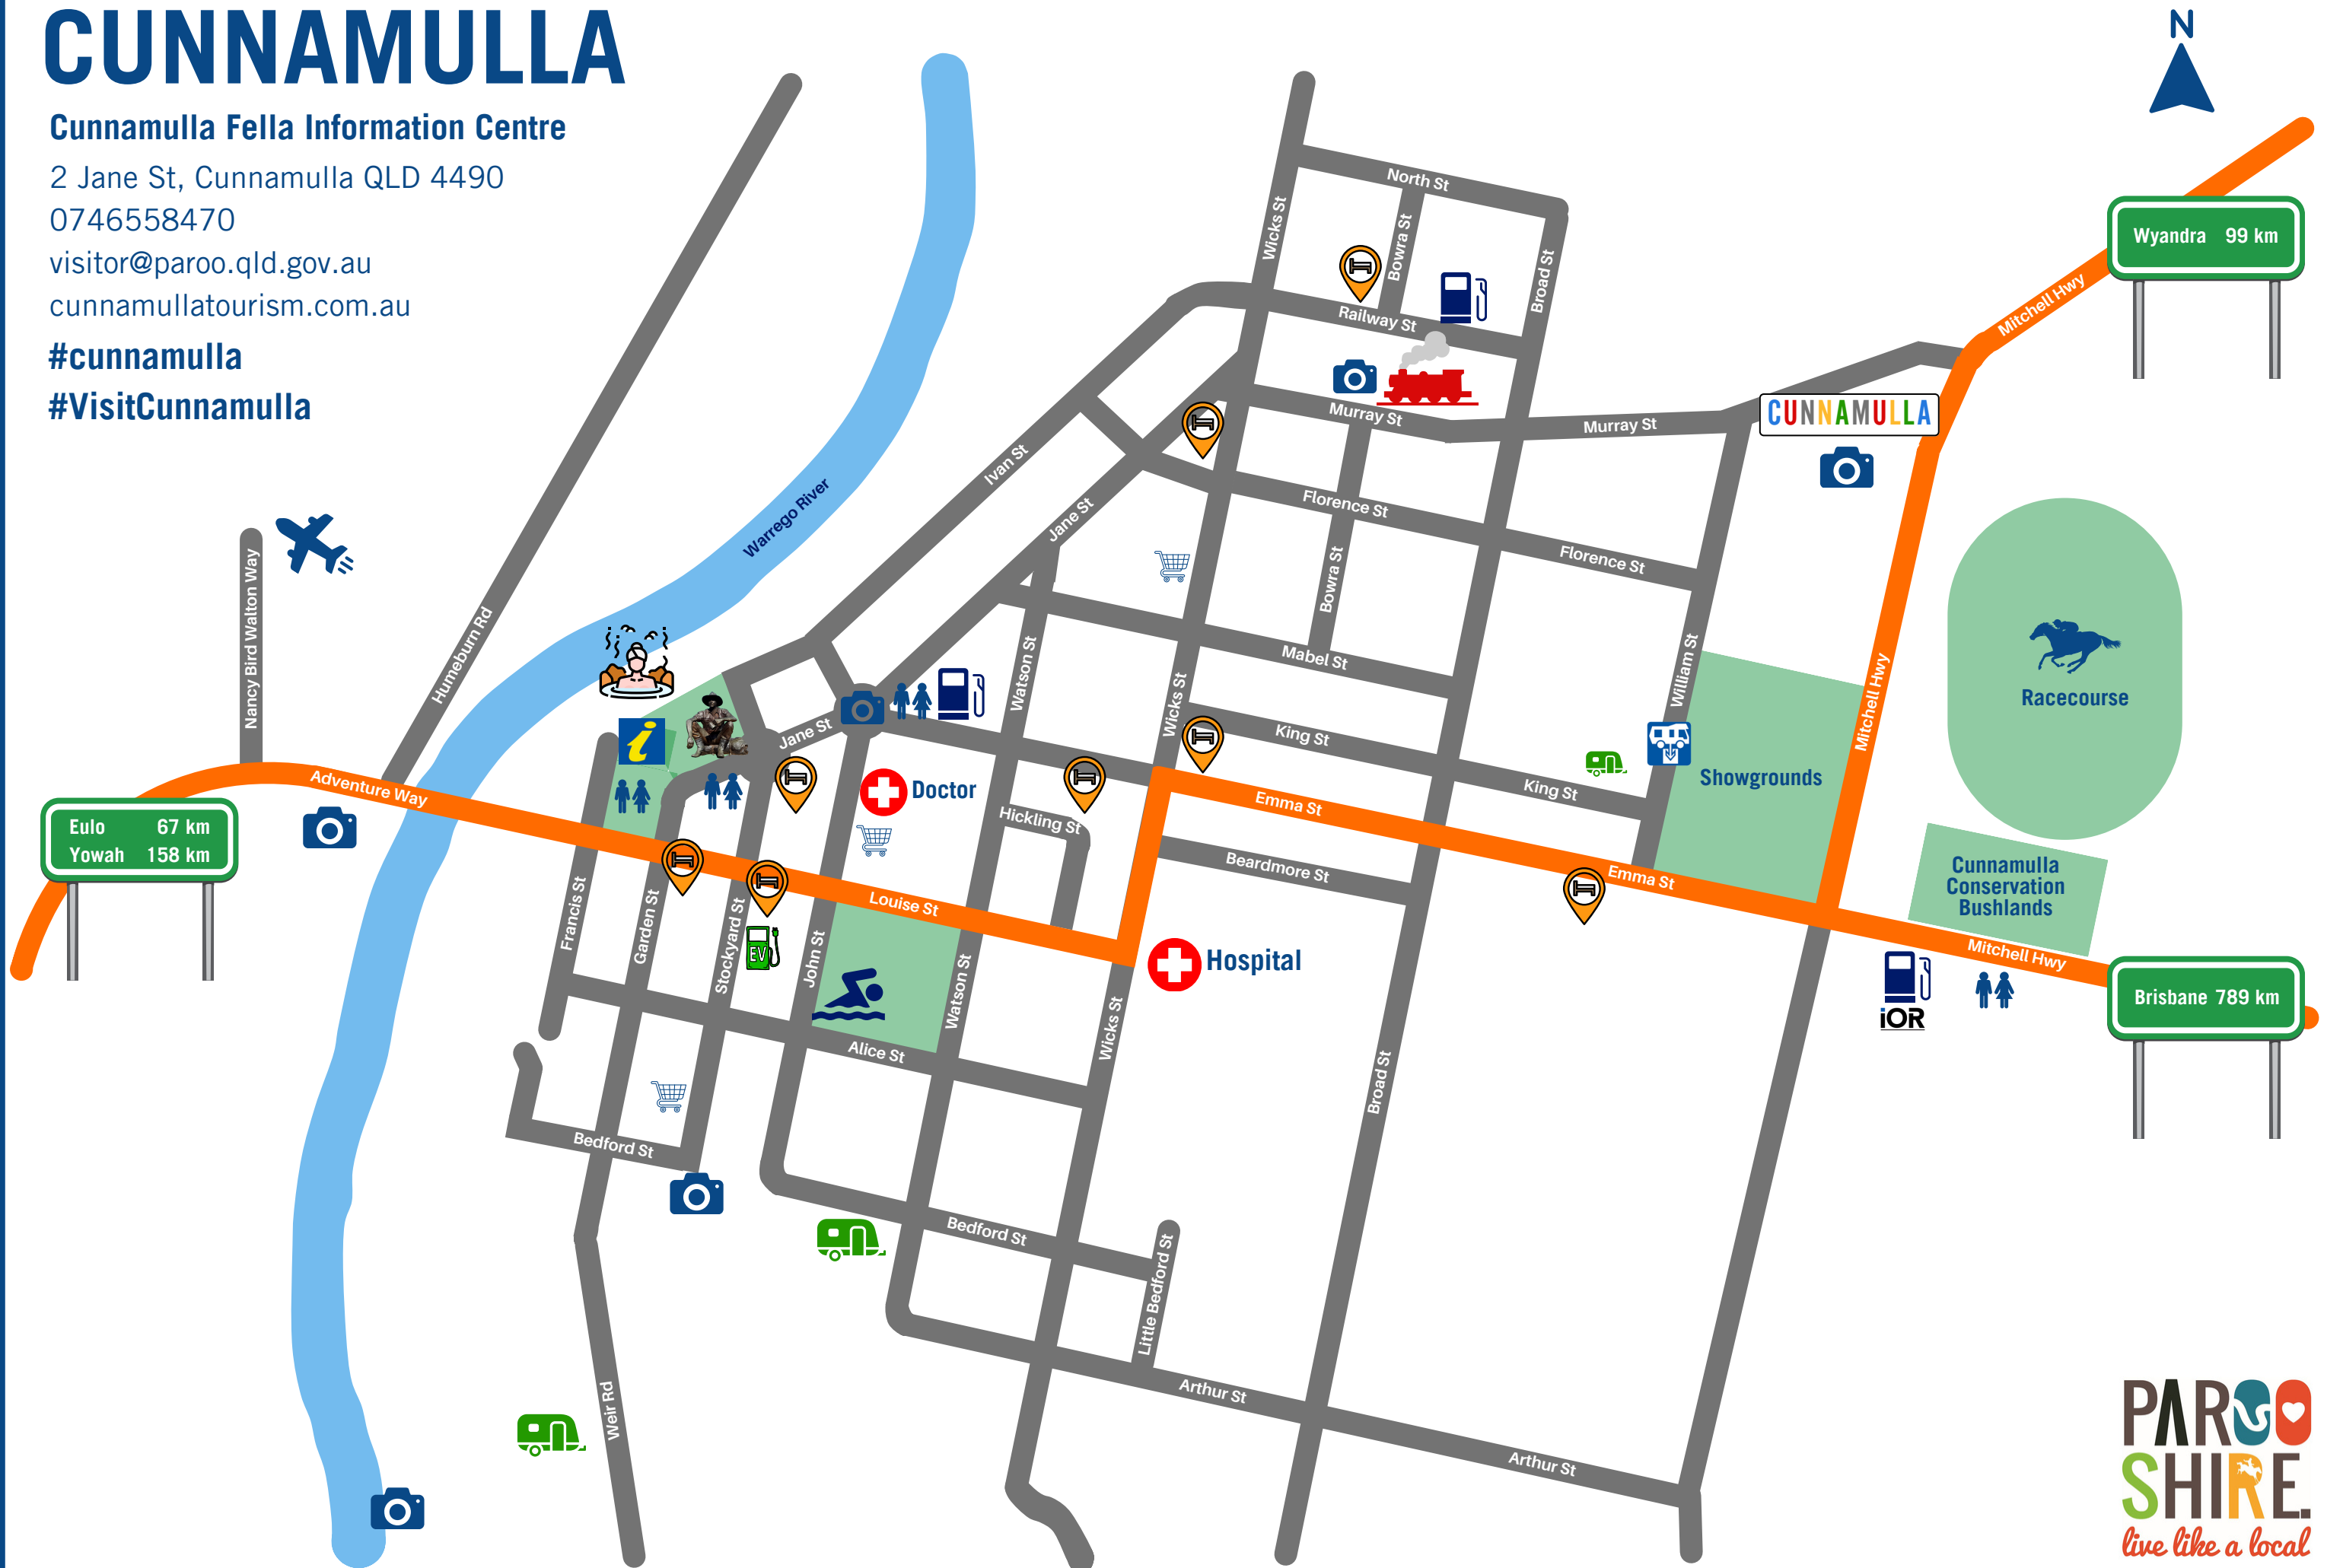 CUNNAMULLA
Cunnamulla Fella Information Centre
2 Jane St, Cunnamulla QLD 4490
0746558470
visitor@paroo.qld.gov.au
cunnamullatourism.com.au
#cunnamulla
#VisitCunnamulla
N
Wyandra 99 km
Mitchell Hwy
North St
Wicks St
Bowra St
Broad St
Railway St
Murray St
Murray St
CUNNAMULLA
Ivan St
Jane St
Florence St
Florence St
Warrego River
Nancy Bird Walton Way
Humeburn Rd
Bowra St
Watson St
Mabel St
William St
Mitchell Hwy
Racecourse
Wicks St
Jane St
King St
King St
Showgrounds
i
Doctor
Adventure Way
Eulo 67 km
Yowah 158 km
Hickling St
Emma St
Emma St
Beardmore St
Cunnamulla
Conservation
Bushlands
Louise St
Francis St
Garden St
Stockyard St
EV
John St
Watson St
Hospital
Mitchell Hwy
iOR
Brisbane 789 km
Wicks St
Alice St
Broad St
Bedford St
Bedford St
Little Bedford St
Weir Rd
Arthur St
Arthur St
PAROO
SHIRE.
live like a local